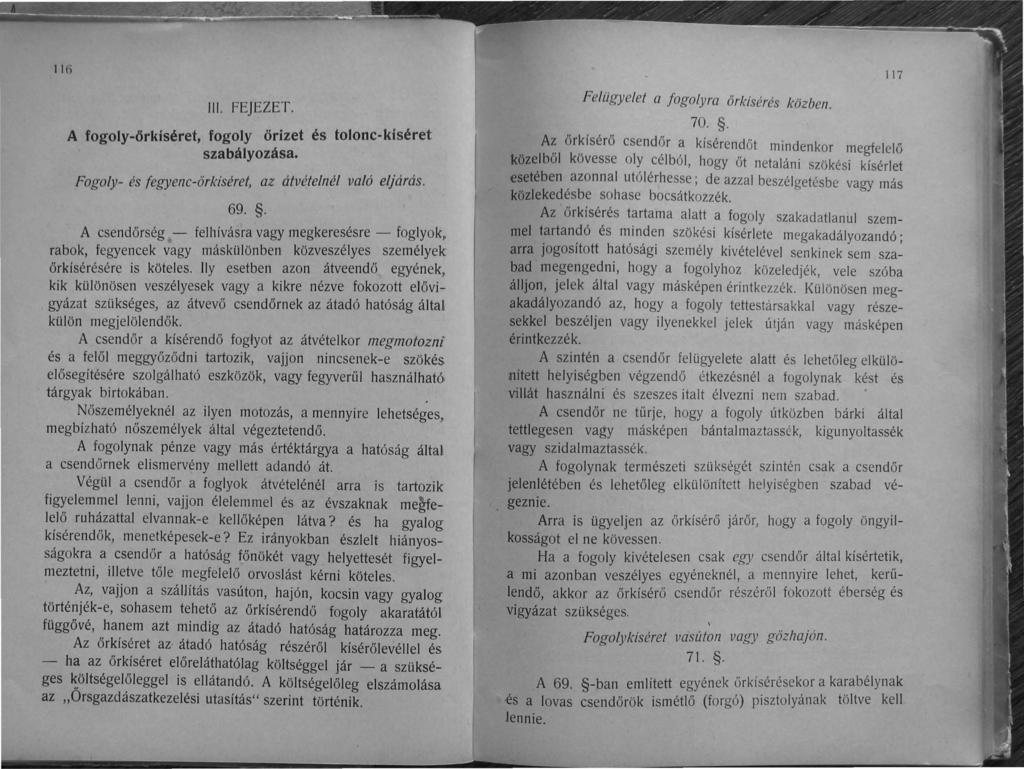 116
III. FEJEZET.
A fogoly-őrkíséret, fogoly őrizet és tolonc-kíséret
szabályozása.
Fogoly- és fegyenc-őrkíséret, az átvételnél való eljárás.
69. §.
A csendőrség — felhívásra vagy megkeresésre — foglyok,
rabok, fegyencek vagy máskülönben közveszélyes személyek
őrkísérésére is köteles. Ily esetben azon átveendő egyének,
kik különösen veszélyesek vagy a kikre nézve fokozott elővi-
gyázat szükséges, az átvevő csendőrnek az átadó hatóság által
külön megjelölendők.
A csendőr a kísérendő foglyot az átvételkor megmotozni
és a felől meggyőződni tartozik, vajjon nincsenek-e szökés
elősegítésére szolgálható eszközök, vagy fegyverűl használható
tárgyak birtokában.
Nőszemélyeknél az ilyen motozás, a mennyire lehetséges,
megbízható nőszemélyek által végeztetendő.
A fogolynak pénze vagy más értéktárgya a hatóság által
a csendőrnek elismervény mellett adandó át.
Végül a csendőr a foglyok átvételénél arra is tartozik
figyelemmel lenni, vajjon élelemmel és az évszaknak megfe-
lelő ruházattal elvannak-e kellőképen látva? és ha gyalog
kísérendők, menetképesek-e? Ez irányokban észlelt hiányos-
ságokra a csendőr a hatóság főnökét vagy helyettesét figyel-
meztetni, illetve tőle megfelelő orvoslást kérni köteles.
Az, vajjon a szállítás vasúton, hajón, kocsin vagy gyalog
történjék-e, sohasem tehető az őrkísérendő fogoly akaratától
függővé, hanem azt mindig az átadó hatóság határozza meg.
Az őrkíséret az átadó hatóság részéről kísérőlevéllel és
— ha az őrkíséret előreláthatólag költséggel jár — a szüksé-
ges költségelőleggel is ellátandó. A költségelőleg elszámolása
az „Őrsgazdászatkezelési utasítás“ szerint történik.
117
Felügyelet a fogolyra őrkísérés közben.
70. §.
Az őrkísérő csendőr a kísérendőt mindenkor megfelelő
közelből kövesse oly célból, hogy őt netaláni szökési kísérlet
esetében azonnal utólérhesse; de azzal beszélgetésbe vagy más
közlekedésbe sohase bocsátkozzék.
Az őrkísérés tartama alatt a fogoly szakadatlanul szem-
mel tartandó és minden szökési kísérlete megakadályozandó;
arra jogosított hatósági személy kivételével senkinek sem sza-
bad megengedni, hogy a fogolyhoz közeledjék, vele szóba
álljon, jelek által vagy másképen érintkezzék. Különösen meg-
akadályozandó az, hogy a fogoly tettestársakkal vagy része-
sekkel beszéljen vagy ilyenekkel jelek útján vagy másképen
érintkezzék.
A szintén a csendőr felügyelete alatt és lehetőleg elkülö-
nített helyiségben végzendő étkezésnél a fogolynak kést és
villát használni és szeszes italt élvezni nem szabad.
A csendőr ne tűrje, hogy a fogoly útközben bárki által
tettlegesen vagy másképen bántalmaztassék, kigunyoltassék
vagy szidalmaztassék.
A fogolynak természeti szükségét szintén csak a csendőr
jelenlétében és lehetőleg elkülönített helyiségben szabad vé-
geznie.
Arra is ügyeljen az őrkísérő járőr, hogy a fogoly öngyil-
kosságot el ne kövessen.
Ha a fogoly kivételesen csak egy csendőr által kísértetik,
a mi azonban veszélyes egyéneknél, a mennyire lehet, kerű-
lendő, akkor az őrkísérő csendőr részéről fokozott éberség és
vigyázat szükséges.
Fogolykíséret vasúton vagy gőzhajón.
71. §.
A 69. §-ban említett egyének őrkísérésekor a karabélynak
és a lovas csendőrök ismétlő (forgó) pisztolyának töltve kell
lennie.